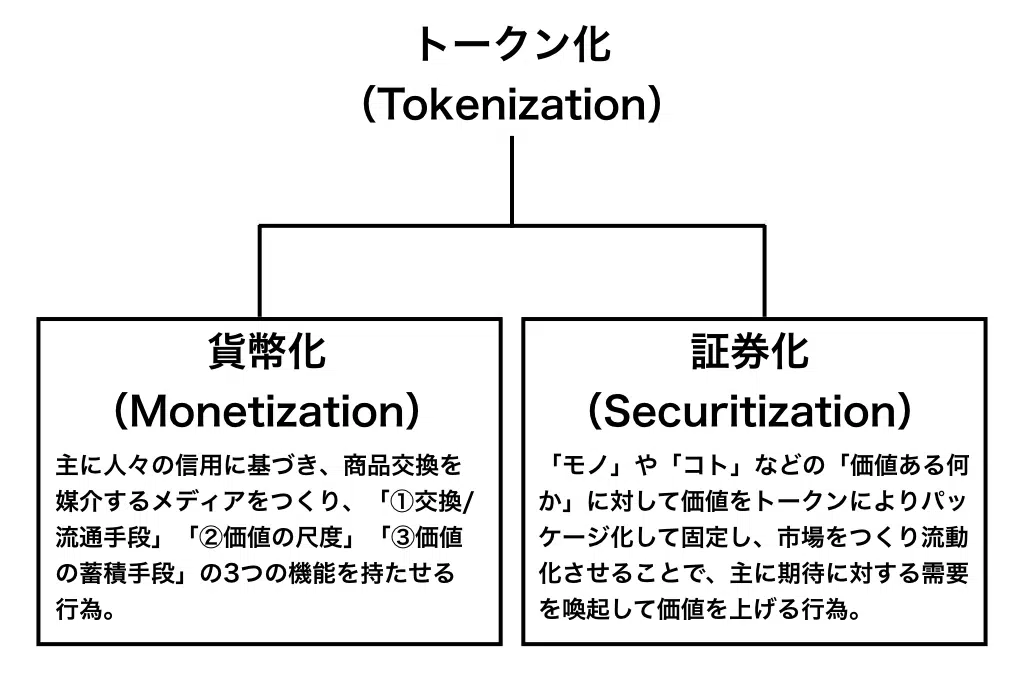 トークン化
（Tokenization）
貨幣化
（Monetization）
主に人々の信用に基づき、商品交換を
媒介するメディアをつくり、「①交換/
流通手段」「②価値の尺度」「③価値
の蓄積手段」の3つの機能を持たせる
行為。
証券化
（Securitization）
「モノ」や「コト」などの「価値ある何
か」に対して価値をトークンによりパッ
ケージ化して固定し、市場をつくり流動
化させることで、主に期待に対する需要
を喚起して価値を上げる行為。